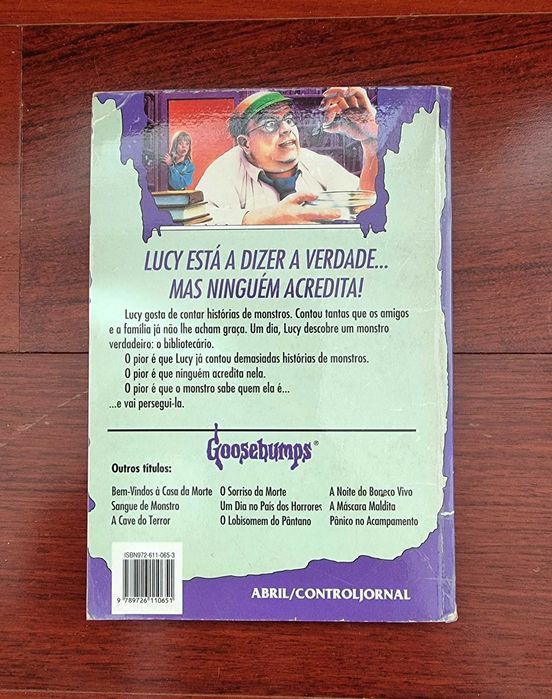 LUCY ESTÁ A DIZER A VERDADE...
MAS NINGUÉM ACREDITA!
Lucy gosta de contar histórias de monstros. Contou tantas que os amigos
e a família já não lhe acham graça. Um dia, Lucy descobre um monstro
verdadeiro: o bibliotecário.
O pior é que Lucy já contou demasiadas histórias de monstros.
O pior é que ninguém acredita nela.
O pior é que o monstro sabe quem ela é...
...e vai persegui-la.
Goosebumps®
Outros títulos:
Bem-Vindos à Casa da Morte O Sorriso da Morte A Noite do Boneco Vivo
Sangue de Monstro Um Dia no País dos Horrores A Máscara Maldita
A Cave do Terror O Lobisomem do Pântano Pânico no Acampamento
ISBN972-611-065-3
9 789726 110651
ABRIL/CONTROLJORNAL